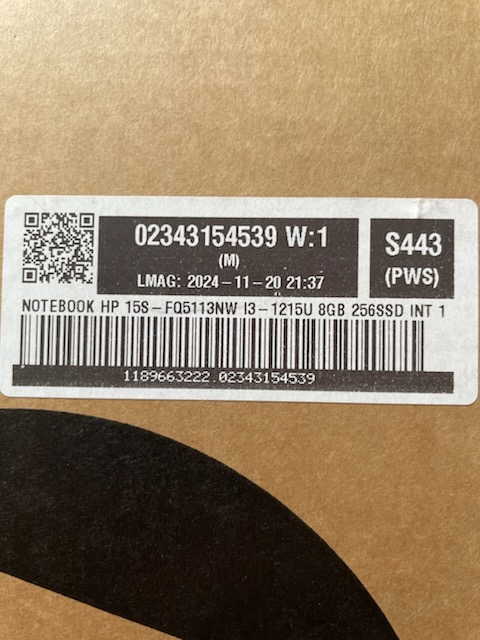 02343154539 W:1
(M)
LMAG: 2024-11-20 21:37
S443
(PWS)
NOTEBOOK HP 15S-FQ5113NW I3-1215U 8GB 256SSD INT 1
1189663222.02343154539